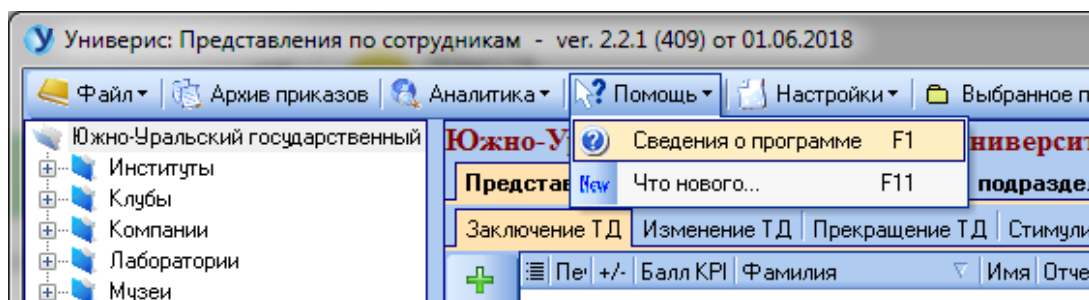 Универис: Представления по сотрудникам - ver. 2.2.1 (409) от 01.06.2018
Файл Архив приказов Аналитика Помощь Настройки Выбранное п
Южно-Уральский государственный
Институты
Клубы
Компании
Лаборатории
Музеи
Южно-У ниверсит
Сведения о программе F1
New Что нового... F11
Представ подразде
Заключение ТД Изменение ТД Прекращение ТД Стимули
Пе +/- Балл KPI Фамилия Имя Отче